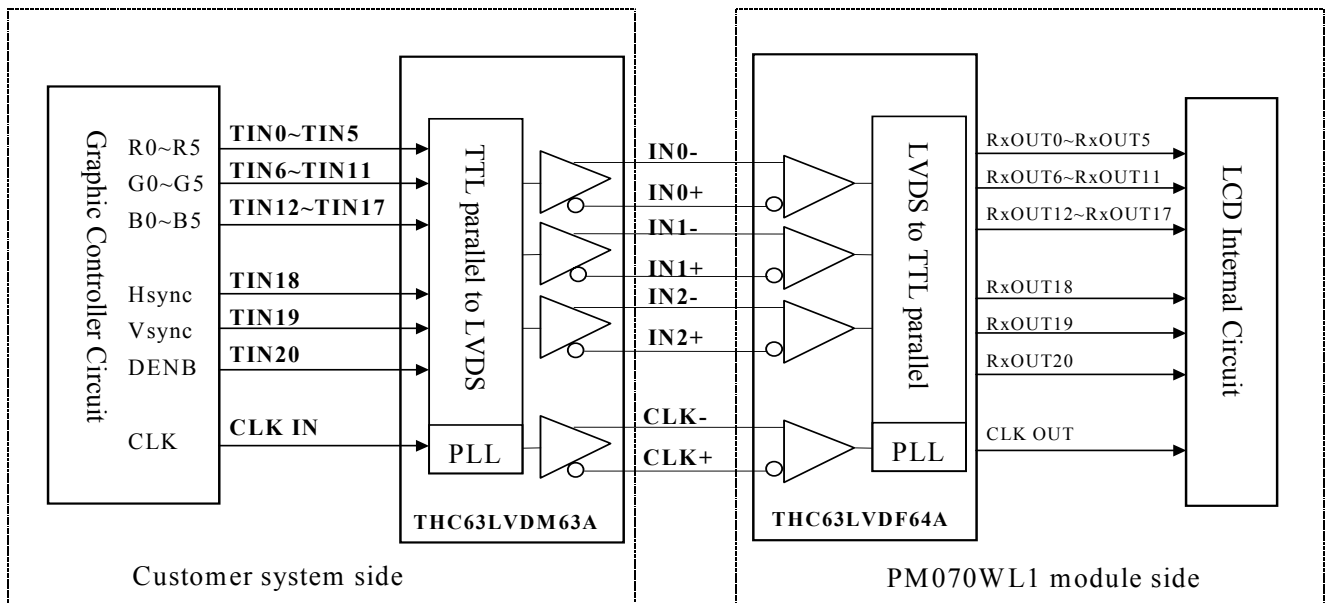 Graphic Controller Circuit
R0~R5
G0~G5
B0~B5
Hsync
Vsync
DENB
CLK
TIN0~TIN5
TIN6~TIN11
TIN12~TIN17
TIN18
TIN19
TIN20
CLK IN
TTL parallel to LVDS
PLL
THC63LVDM63A
Customer system side
IN0-
IN0+
IN1-
IN1+
IN2-
IN2+
CLK-
CLK+
LVDS to TTL parallel
PLL
THC63LVDF64A
RxOUT0~RxOUT5
RxOUT6~RxOUT11
RxOUT12~RxOUT17
RxOUT18
RxOUT19
RxOUT20
CLK OUT
LCD Internal Circuit
PM070WL1 module side